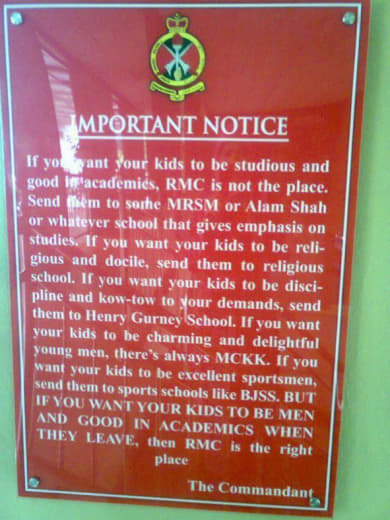 IMPORTANT NOTICE
If you want your kids to be studious and
good in academics, RMC is not the place.
Send them to some MRSM or Alam Shah
or whatever school that gives emphasis on
studies. If you want your kids to be reli-
gious and docile, send them to religious
school. If you want your kids to be disci-
pline and kow-tow to your demands, send
them to Henry Gurney School. If you want
your kids to be charming and delightful
young men, there's always MCKK. If you
want your kids to be excellent sportsmen,
send them to sports schools like BJSS. BUT
IF YOU WANT YOUR KIDS TO BE MEN
AND GOOD IN ACADEMICS WHEN
THEY LEAVE, then RMC is the right
place
The Commandant